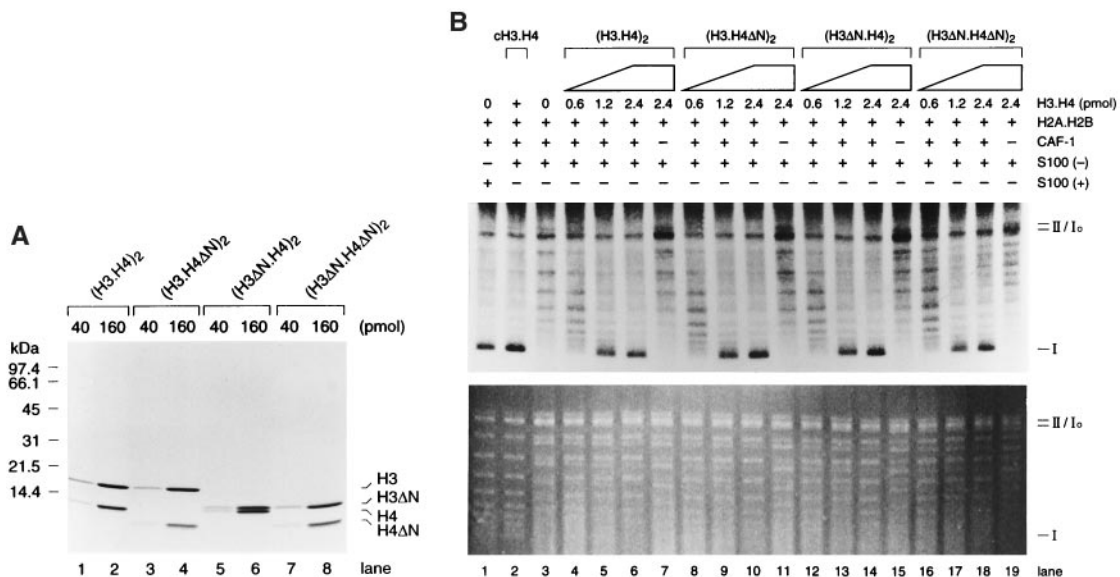 A
(H3.H4)₂ (H3.H4ΔN)₂ (H3ΔN.H4)₂ (H3ΔN.H4ΔN)₂
40 160 40 160 40 160 40 160 (pmol)
kDa
97.4
66.1
45
31
21.5
14.4
H3
H3ΔN
H4
H4ΔN
1 2 3 4 5 6 7 8 lane
B
cH3.H4 (H3.H4)₂ (H3.H4ΔN)₂ (H3ΔN.H4)₂ (H3ΔN.H4ΔN)₂
0 + 0 0.6 1.2 2.4 2.4 0.6 1.2 2.4 2.4 0.6 1.2 2.4 2.4 0.6 1.2 2.4 2.4 H3.H4 (pmol)
+ + + + + + + + + + + + + + + + + + + H2A.H2B
+ + + + + + − + + + − + + + − + + + − CAF-1
− + + + + + + + + + + + + + + + + + + S100 (−)
+ − − − − − − − − − − − − − − − − − − S100 (+)
II / I₀
I
II / I₀
I
1 2 3 4 5 6 7 8 9 10 11 12 13 14 15 16 17 18 19 lane